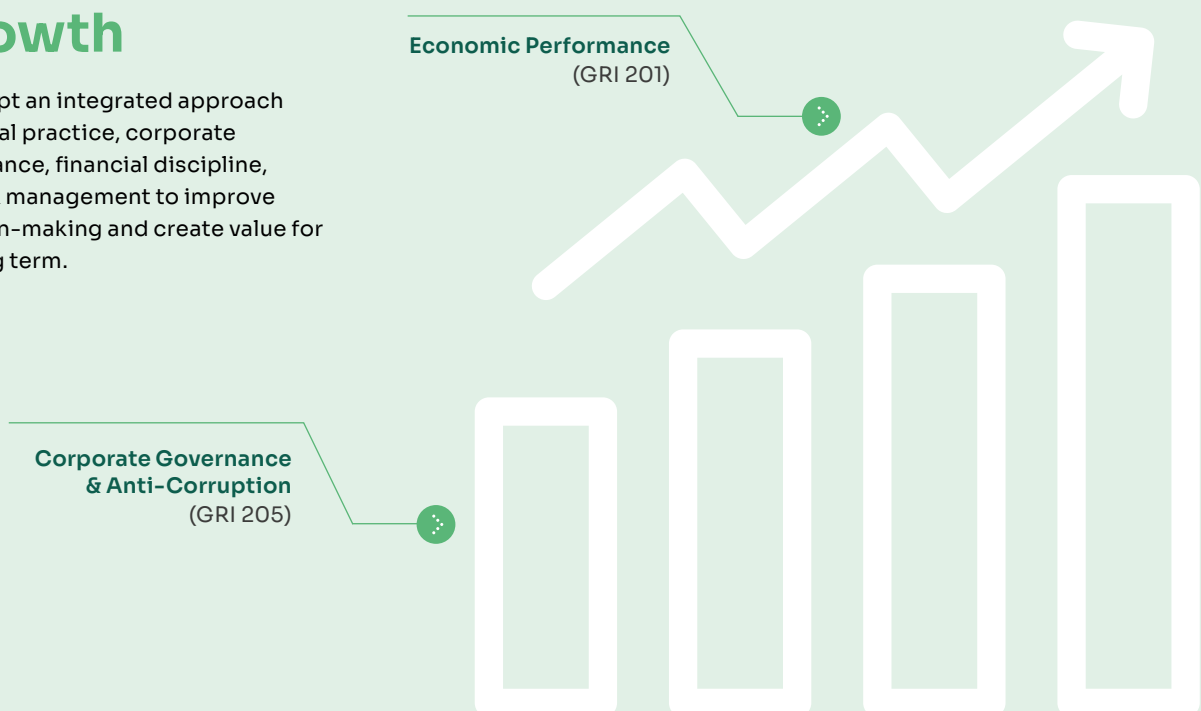 owth
pt an integrated approach
al practice, corporate
ance, financial discipline,
management to improve
n-making and create value for
g term.
Economic Performance
(GRI 201)
Corporate Governance
& Anti-Corruption
(GRI 205)